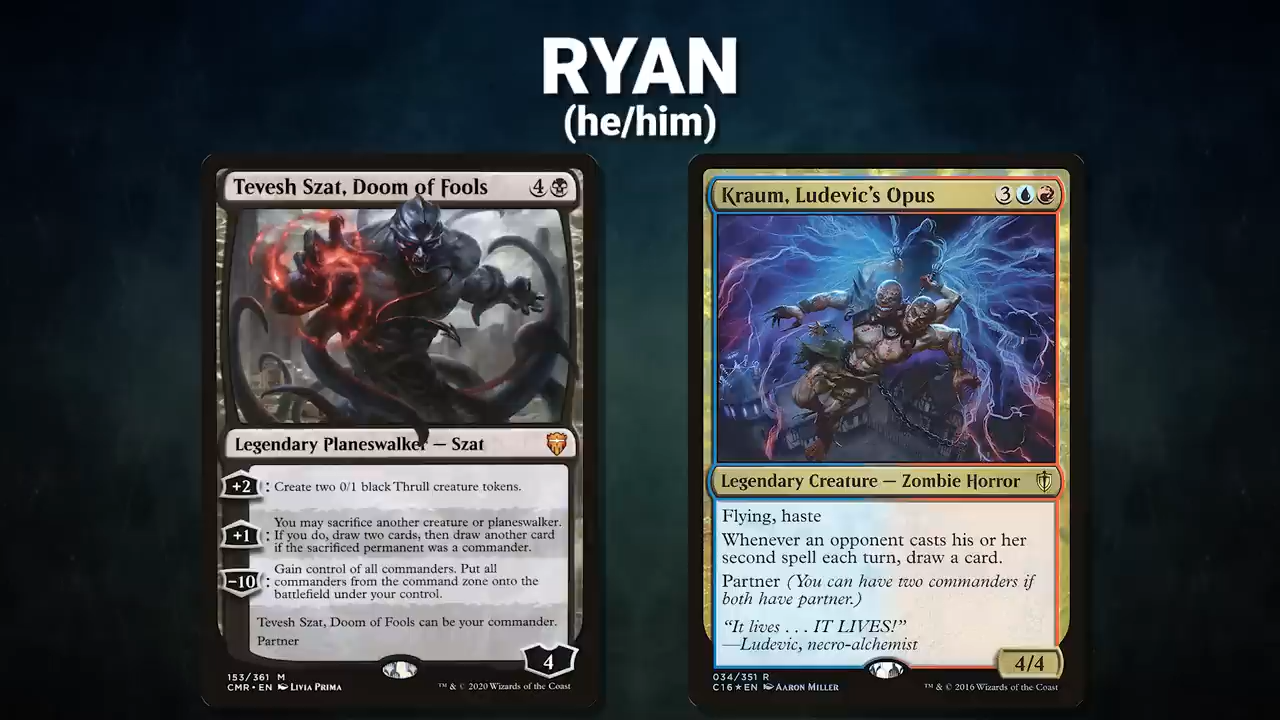 RYAN
(he/him)
Tevesh Szat, Doom of Fools 4
Legendary Planeswalker — Szat
+2 : Create two 0/1 black Thrull creature tokens.
You may sacrifice another creature or planeswalker.
+1 : If you do, draw two cards, then draw another card
if the sacrificed permanent was a commander.
Gain control of all commanders. Put all
−10 : commanders from the command zone onto the
battlefield under your control.
Tevesh Szat, Doom of Fools can be your commander.
Partner
4
153/361 M
CMR • EN LIVIA PRIMA
™ & © 2020 Wizards of the Coast
Kraum, Ludevic's Opus 3
Legendary Creature — Zombie Horror
Flying, haste
Whenever an opponent casts his or her
second spell each turn, draw a card.
Partner (You can have two commanders if
both have partner.)
"It lives . . . IT LIVES!"
—Ludevic, necro-alchemist
4/4
034/351 R
C16 ★ EN AARON MILLER
™ & © 2016 Wizards of the Coast